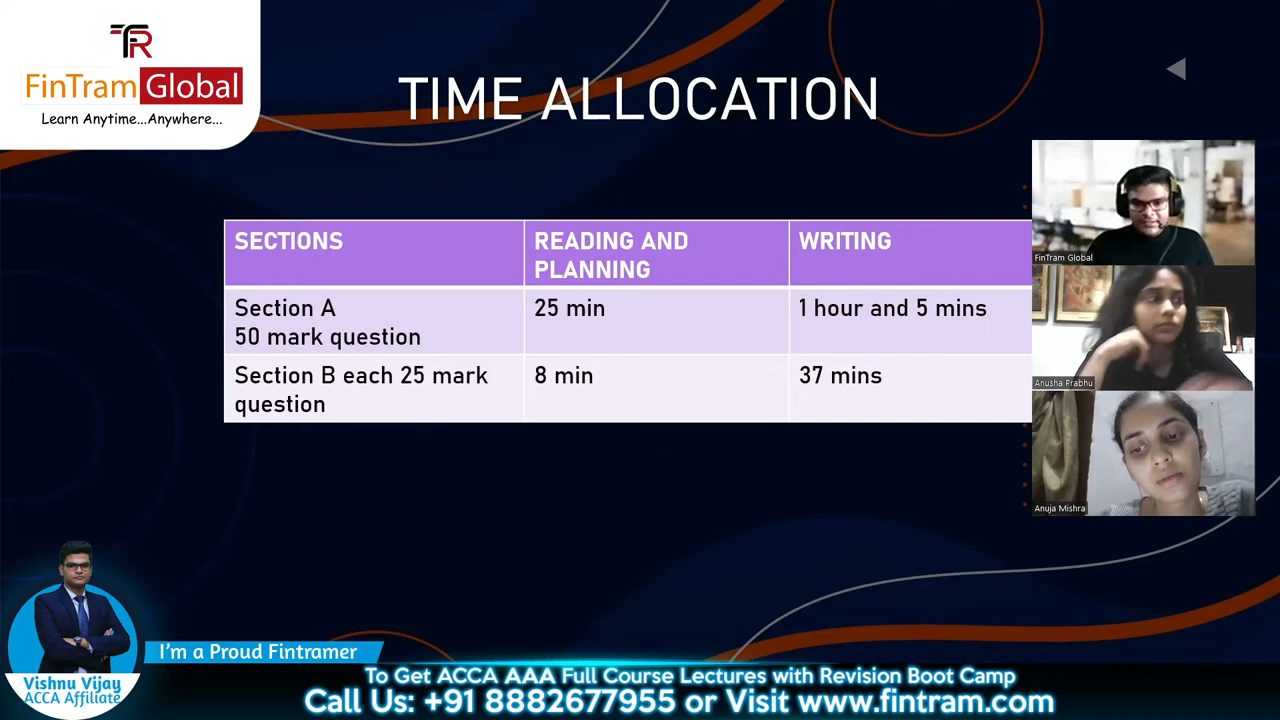 FR
FinTram Global
Learn Anytime...Anywhere...
TIME ALLOCATION
SECTIONS
READING AND
PLANNING
WRITING
Section A
50 mark question
25 min
1 hour and 5 mins
Section B each 25 mark
question
8 min
37 mins
FinTram Global
Anusha Prabhu
Anuja Mishra
I'm a Proud Fintramer
Vishnu Vijay
ACCA Affiliate
To Get ACCA AAA Full Course Lectures with Revision Boot Camp
Call Us: +91 8882677955 or Visit www.fintram.com